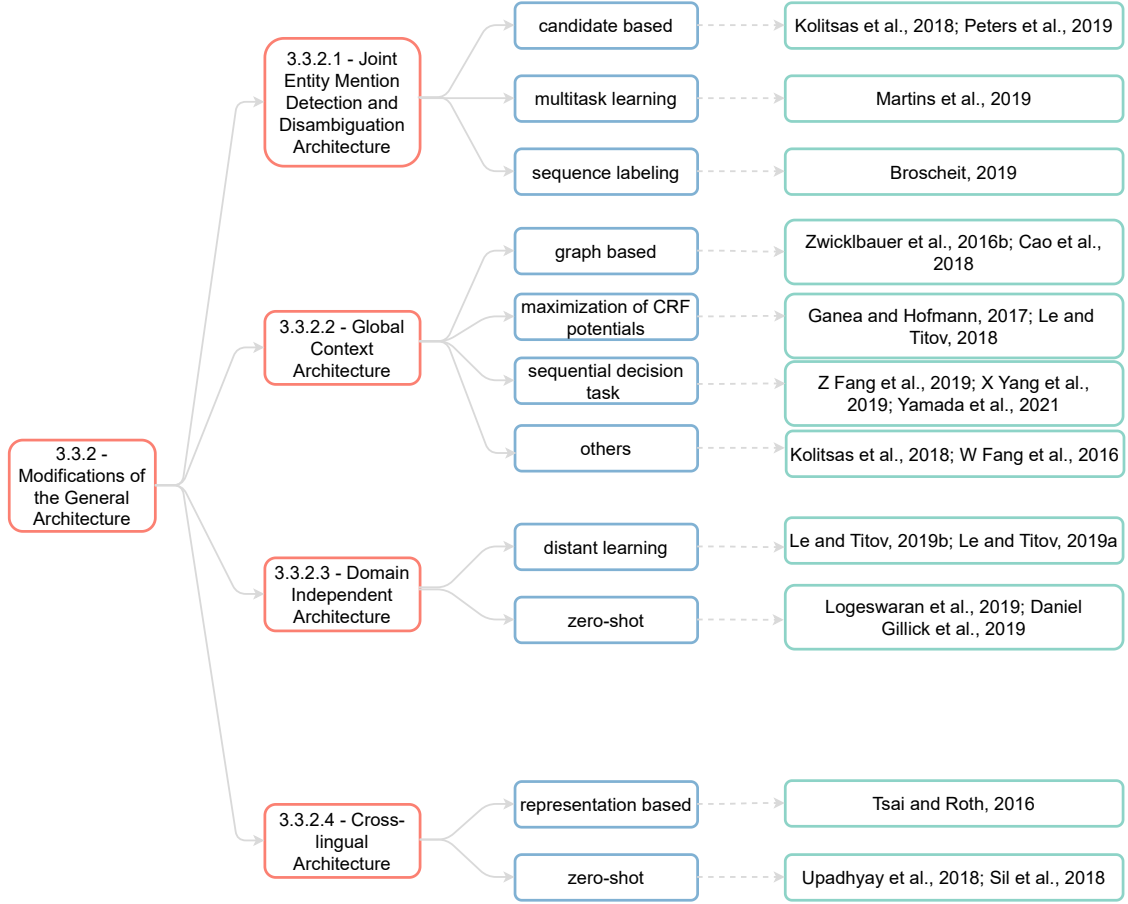 3.3.2 -
Modifications of
the General
Architecture
3.3.2.1 - Joint
Entity Mention
Detection and
Disambiguation
Architecture
candidate based
Kolitsas et al., 2018; Peters et al., 2019
multitask learning
Martins et al., 2019
sequence labeling
Broscheit, 2019
3.3.2.2 - Global
Context
Architecture
graph based
Zwicklbauer et al., 2016b; Cao et al.,
2018
maximization of CRF
potentials
Ganea and Hofmann, 2017; Le and
Titov, 2018
sequential decision
task
Z Fang et al., 2019; X Yang et al.,
2019; Yamada et al., 2021
others
Kolitsas et al., 2018; W Fang et al., 2016
3.3.2.3 - Domain
Independent
Architecture
distant learning
Le and Titov, 2019b; Le and Titov, 2019a
zero-shot
Logeswaran et al., 2019; Daniel
Gillick et al., 2019
3.3.2.4 - Cross-
lingual
Architecture
representation based
Tsai and Roth, 2016
zero-shot
Upadhyay et al., 2018; Sil et al., 2018